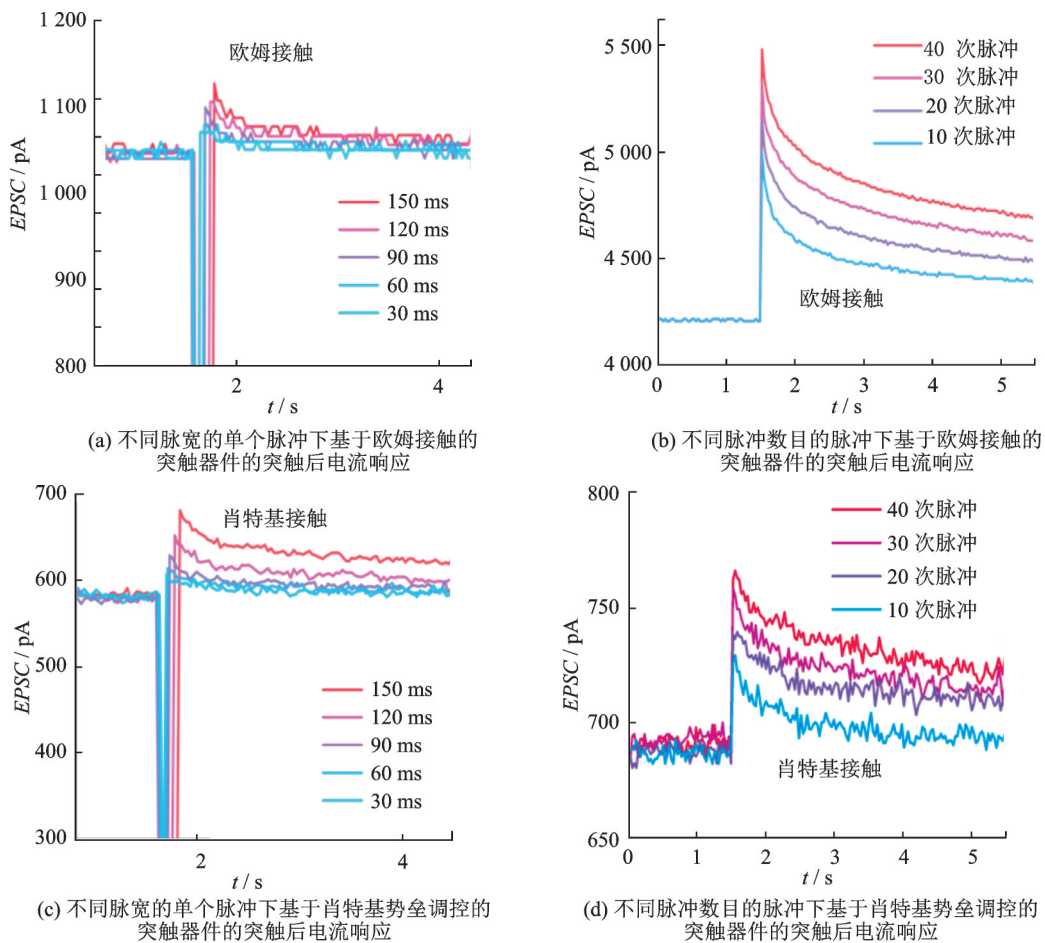 1 200
1 100
1 000
900
800
EPSC / pA
欧姆接触
150 ms
120 ms
90 ms
60 ms
30 ms
2
4
t / s
(a) 不同脉宽的单个脉冲下基于欧姆接触的
突触器件的突触后电流响应
5 500
5 000
4 500
4 000
EPSC / pA
40 次脉冲
30 次脉冲
20 次脉冲
10 次脉冲
欧姆接触
0
1
2
3
4
5
t / s
(b) 不同脉冲数目的脉冲下基于欧姆接触的
突触器件的突触后电流响应
700
600
500
400
300
EPSC / pA
肖特基接触
150 ms
120 ms
90 ms
60 ms
30 ms
2
4
t / s
(c) 不同脉宽的单个脉冲下基于肖特基势垒调控的
突触器件的突触后电流响应
800
750
700
650
EPSC / pA
40 次脉冲
30 次脉冲
20 次脉冲
10 次脉冲
肖特基接触
0
1
2
3
4
5
t / s
(d) 不同脉冲数目的脉冲下基于肖特基势垒调控的
突触器件的突触后电流响应